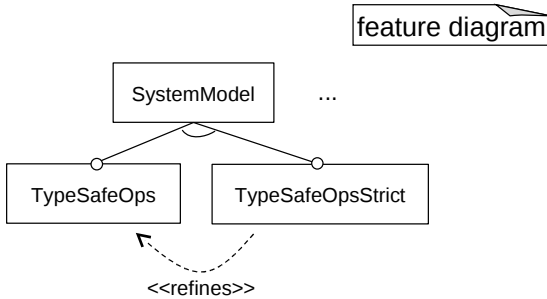 feature diagram
SystemModel
...
TypeSafeOps
TypeSafeOpsStrict
<<refines>>